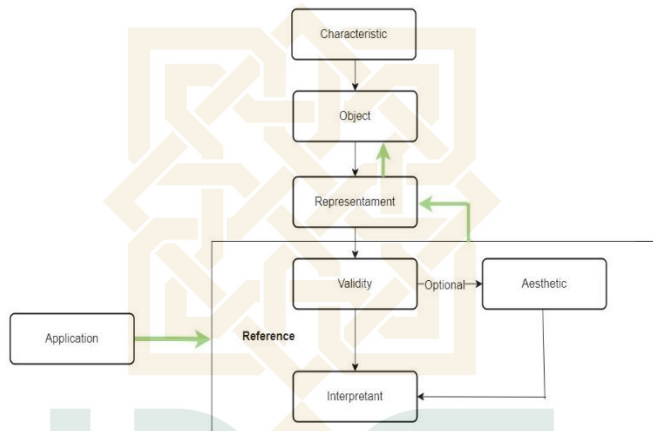 Characteristic
Object
Representament
Validity
Optional
Aesthetic
Application
Reference
Interpretant